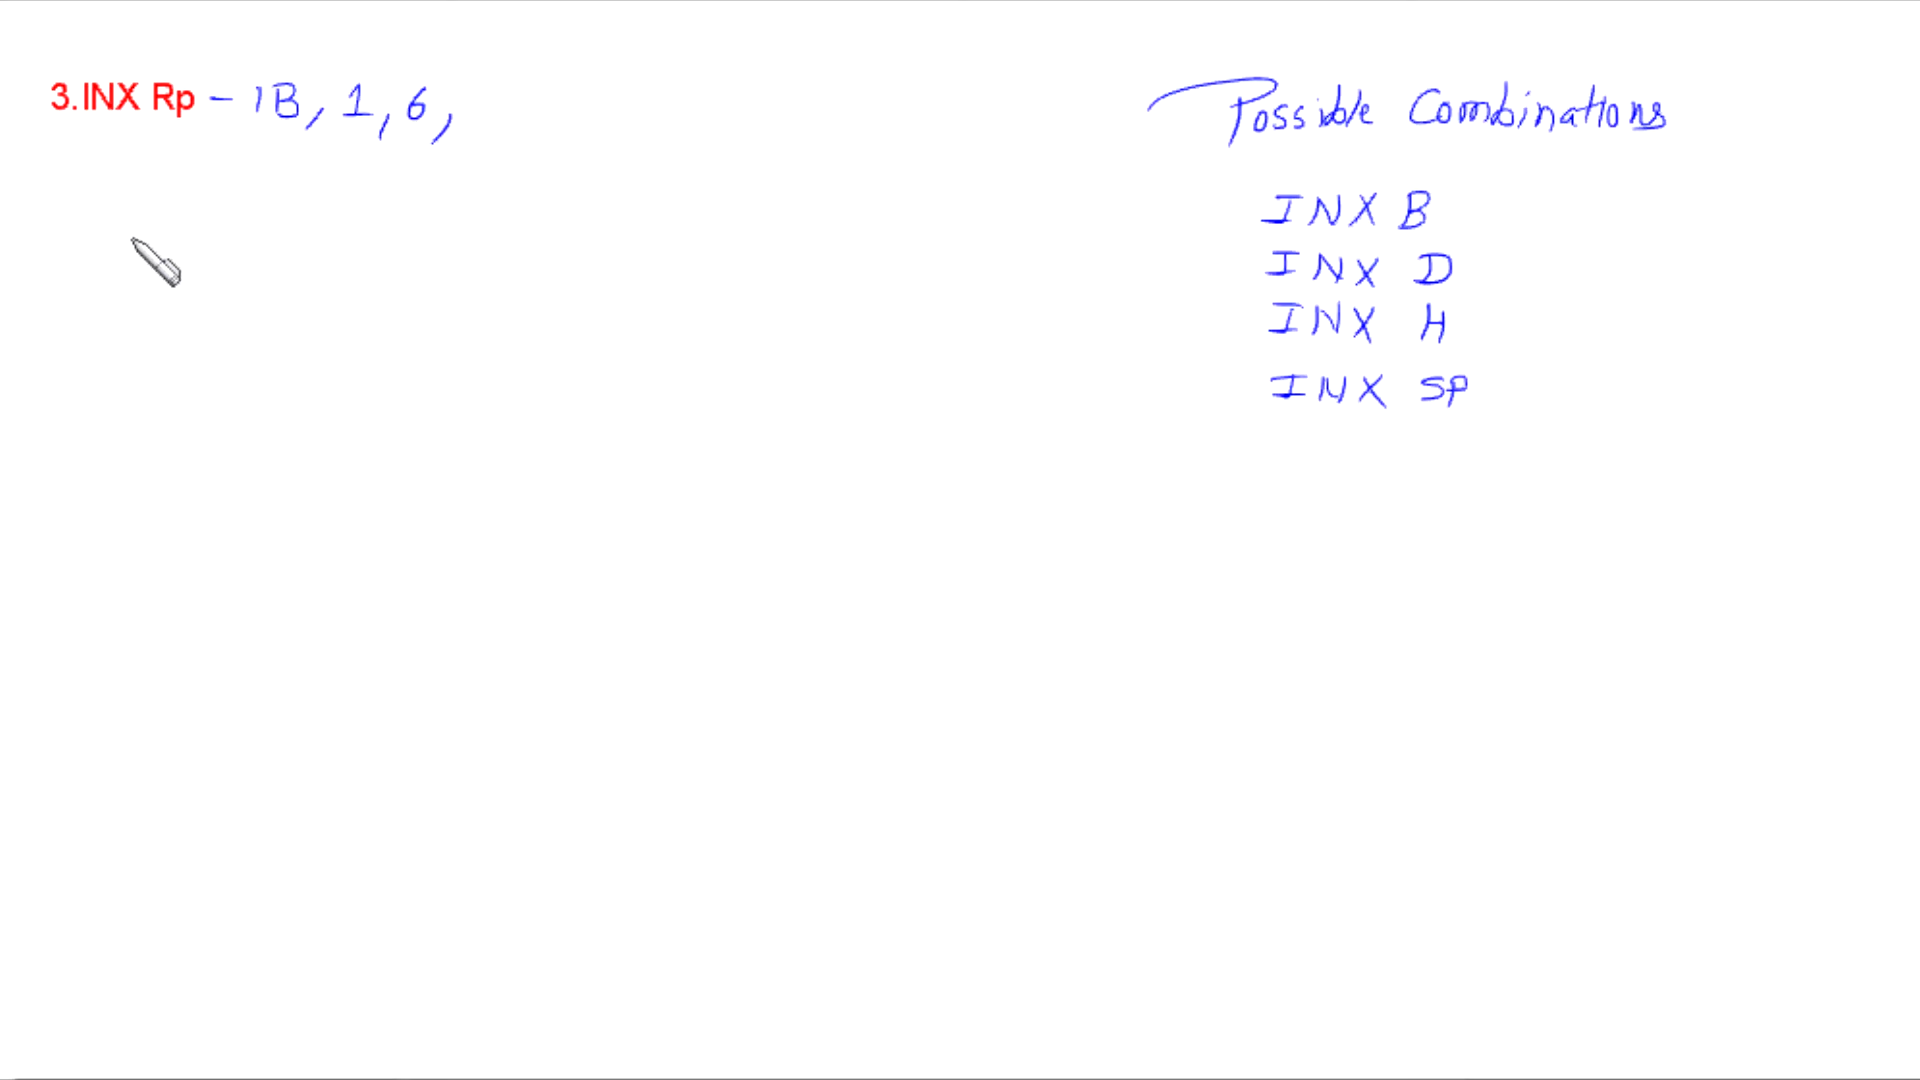 3.INX Rp - 1B, 1, 6,
Possible Combinations
INX B
INX D
INX H
INX SP